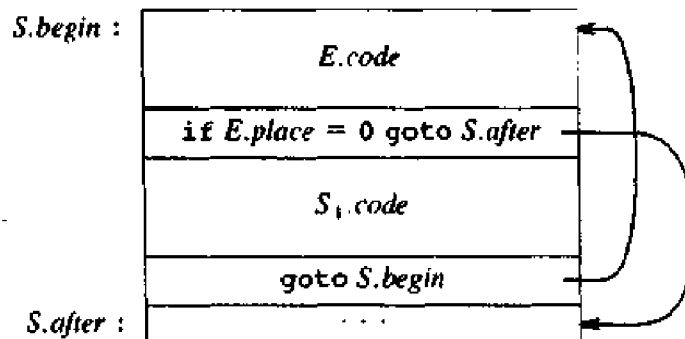 S.begin :
E.code
if E.place = 0 goto S.after
S₁.code
goto S.begin
S.after :
. . .